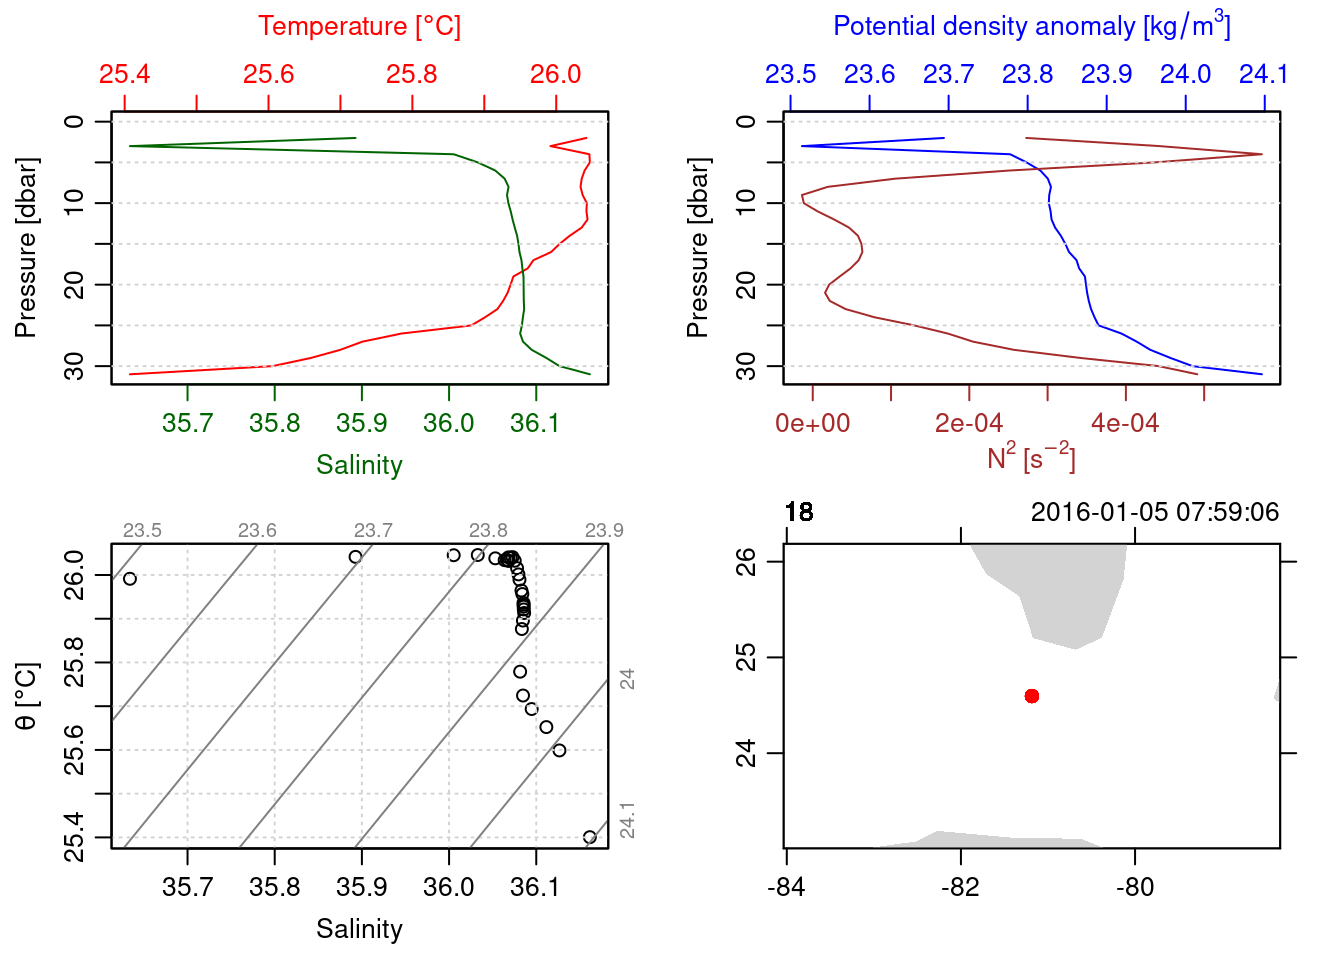 Temperature [°C]
25.4 25.6 25.8 26.0
Pressure [dbar]
0 10 20 30
35.7 35.8 35.9 36.0 36.1
Salinity
Potential density anomaly [kg/m³]
23.5 23.6 23.7 23.8 23.9 24.0 24.1
Pressure [dbar]
0 10 20 30
0e+00 2e-04 4e-04
N² [s⁻²]
23.5 23.6 23.7 23.8 23.9
24
24.1
θ [°C]
26.0 25.8 25.6 25.4
35.7 35.8 35.9 36.0 36.1
Salinity
18 2016-01-05 07:59:06
26 25 24
-84 -82 -80